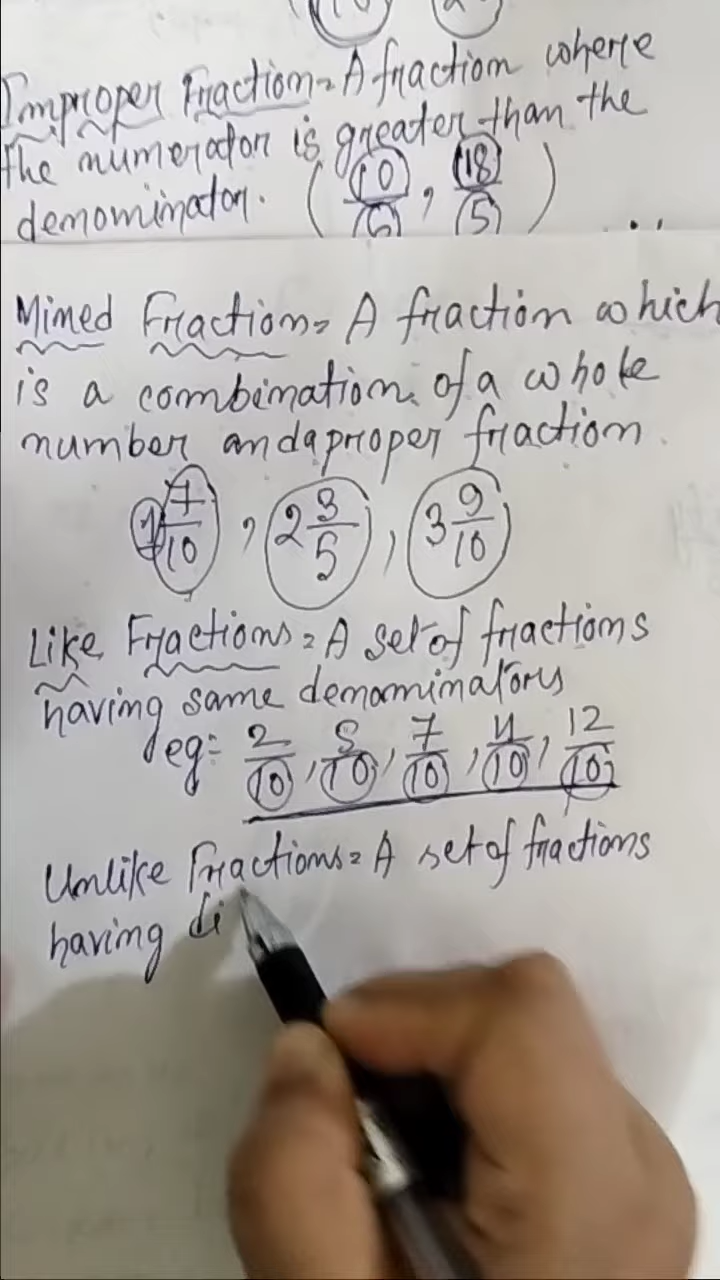 Improper Fraction = A fraction where
the numerator is greater than the
denominator. ( 10/6 , 18/5 )
Mixed Fraction = A fraction which
is a combination of a whole
number and a proper fraction.
1 7/10 , 2 3/5 , 3 9/10
Like Fractions = A set of fractions
having same denominators
eg:- 2/10 , 5/10 , 7/10 , 4/10 , 12/10
Unlike Fractions = A set of fractions
having di